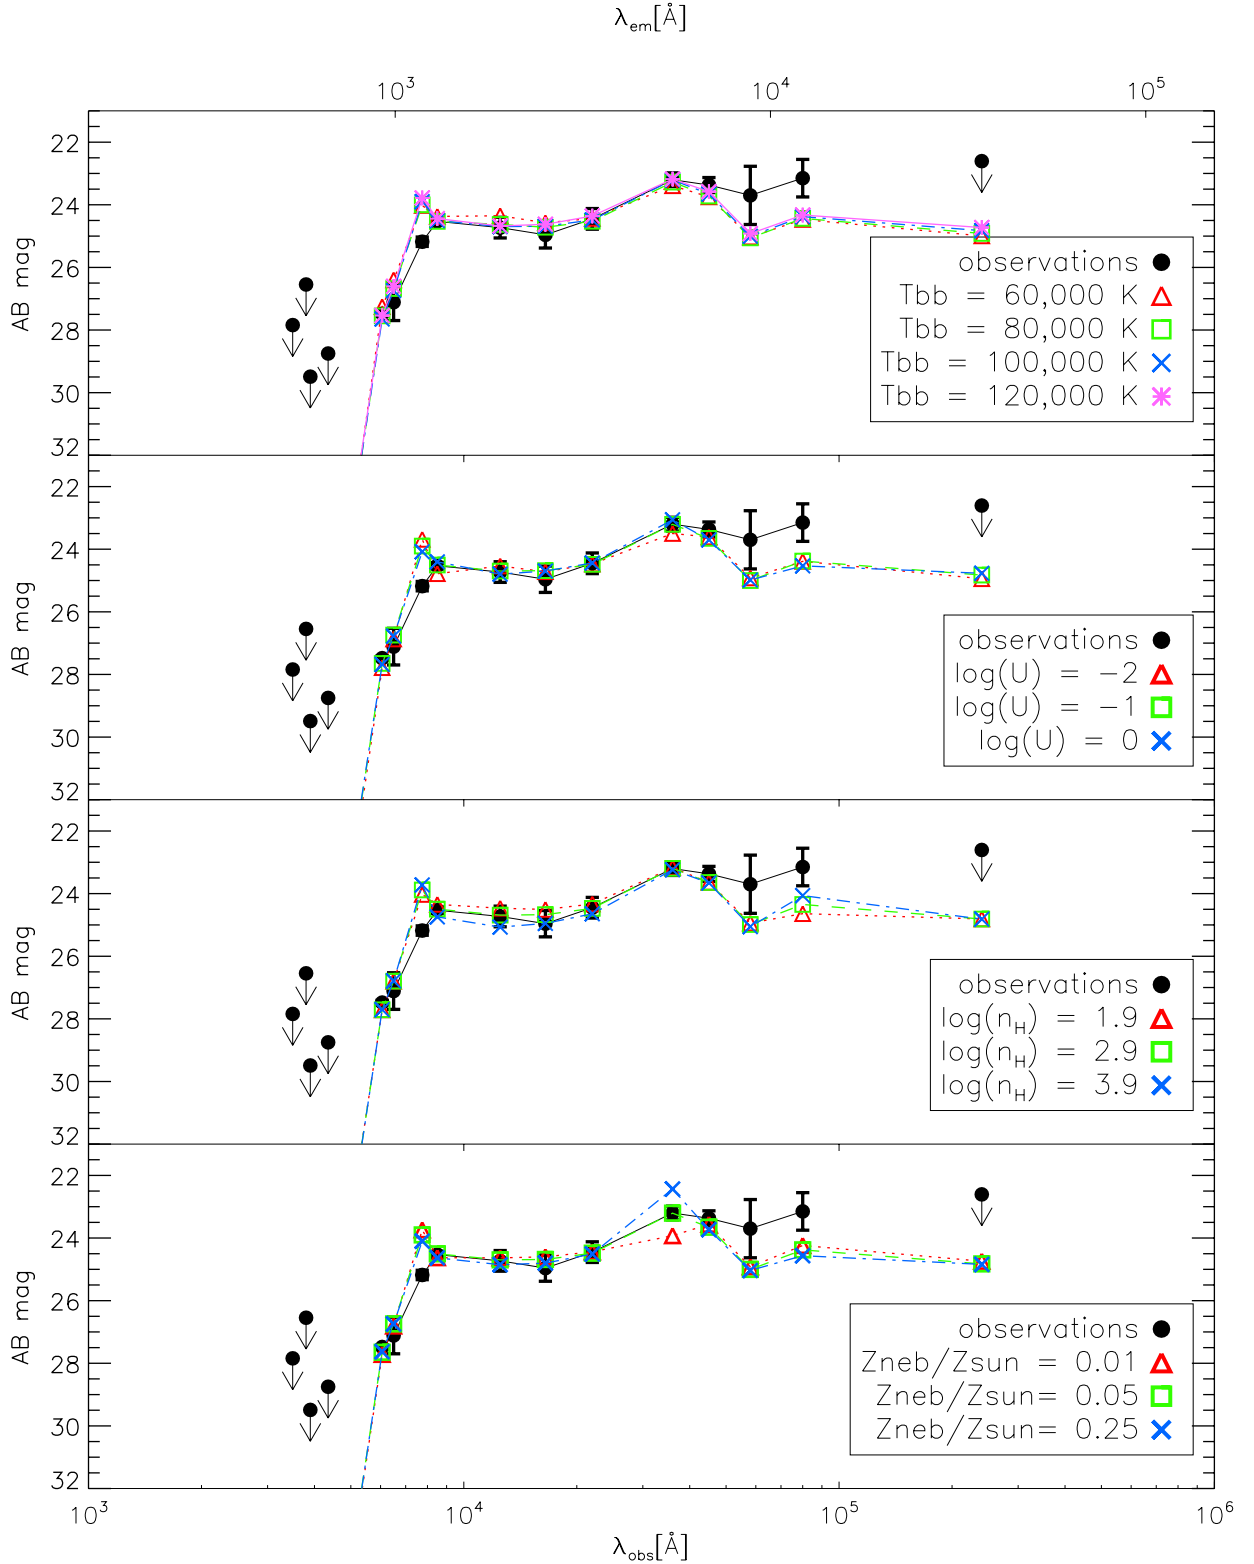 λem[Å]
10³ 10⁴ 10⁵
22
24
26
28
30
32
AB mag
observations
Tbb = 60,000 K
Tbb = 80,000 K
Tbb = 100,000 K
Tbb = 120,000 K
22
24
26
28
30
32
AB mag
observations
log(U) = −2
log(U) = −1
log(U) = 0
22
24
26
28
30
32
AB mag
observations
log(n_H) = 1.9
log(n_H) = 2.9
log(n_H) = 3.9
22
24
26
28
30
32
AB mag
observations
Zneb/Zsun = 0.01
Zneb/Zsun= 0.05
Zneb/Zsun= 0.25
10³ 10⁴ 10⁵ 10⁶
λobs[Å]